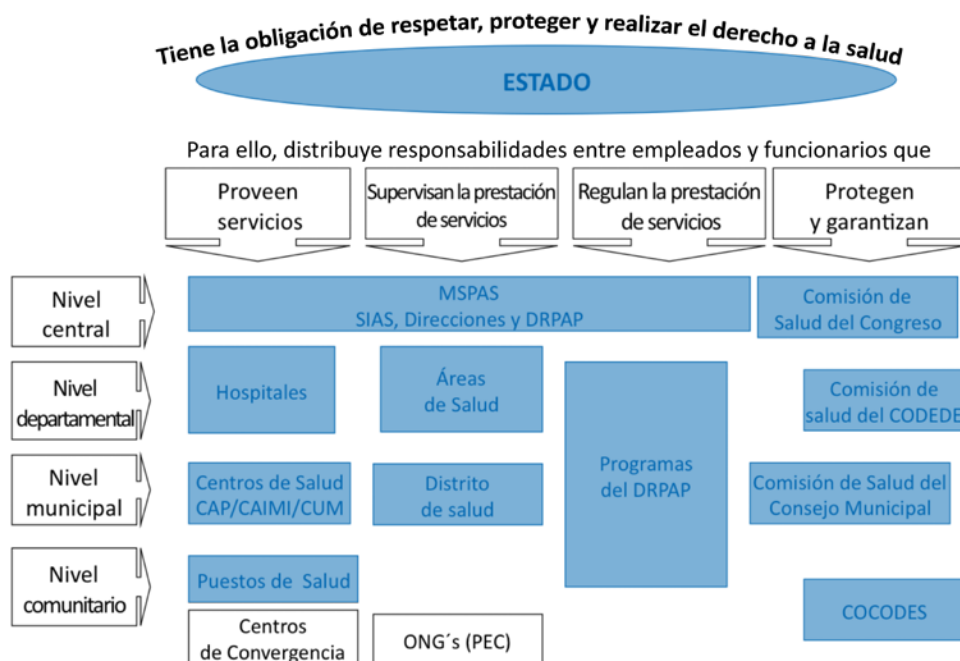 Tiene la obligación de respetar, proteger y realizar el derecho a la salud
ESTADO
Para ello, distribuye responsabilidades entre empleados y funcionarios que
Proveen
servicios
Supervisan la prestación
de servicios
Regulan la prestación
de servicios
Protegen
y garantizan
Nivel
central
MSPAS
SIAS, Direcciones y DRPAP
Comisión de
Salud del Congreso
Nivel
departamental
Hospitales
Áreas
de Salud
Programas
del DRPAP
Comisión de
salud del CODEDE
Nivel
municipal
Centros de Salud
CAP/CAIMI/CUM
Distrito
de salud
Comisión de Salud del
Consejo Municipal
Nivel
comunitario
Puestos de Salud
Centros
de Convergencia
ONG´s (PEC)
COCODES